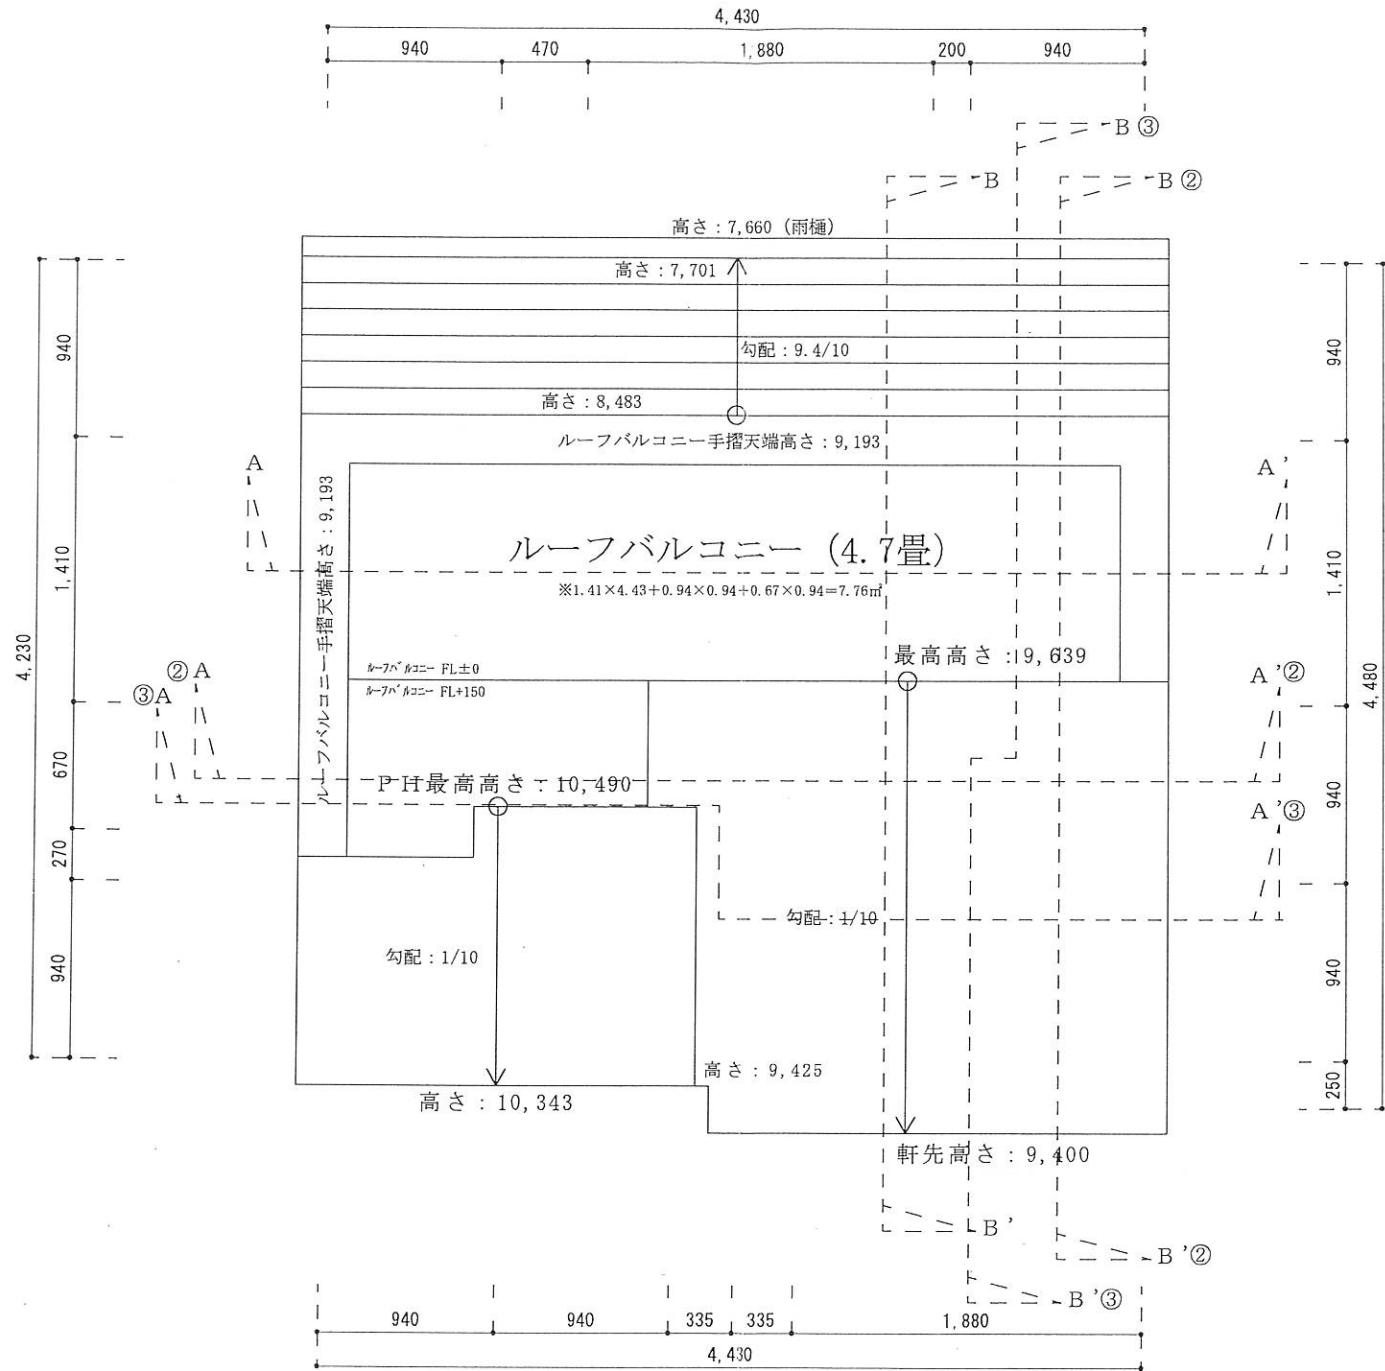 4,430
940
470
1,880
200
940
B③
B
B②
高さ：7,660（雨樋）
高さ：7,701
勾配：9.4/10
高さ：8,483
ルーフバルコニー手摺天端高さ：9,193
940
940
A
A'
ルーフバルコニー手摺天端高さ：9,193
ルーフバルコニー（4.7畳）
※1.41×4.43+0.94×0.94+0.67×0.94=7.76㎡
1,410
1,410
4,230
4,480
最高高さ：9,639
ﾙｰﾌﾊﾞﾙｺﾆｰ FL±0
ﾙｰﾌﾊﾞﾙｺﾆｰ FL+150
②A
③A
A'②
670
PH最高高さ：10,490
940
A'③
270
勾配：1/10
勾配：1/10
940
940
高さ：9,425
250
高さ：10,343
軒先高さ：9,400
B'
B'②
B'③
940
940
335
335
1,880
4,430